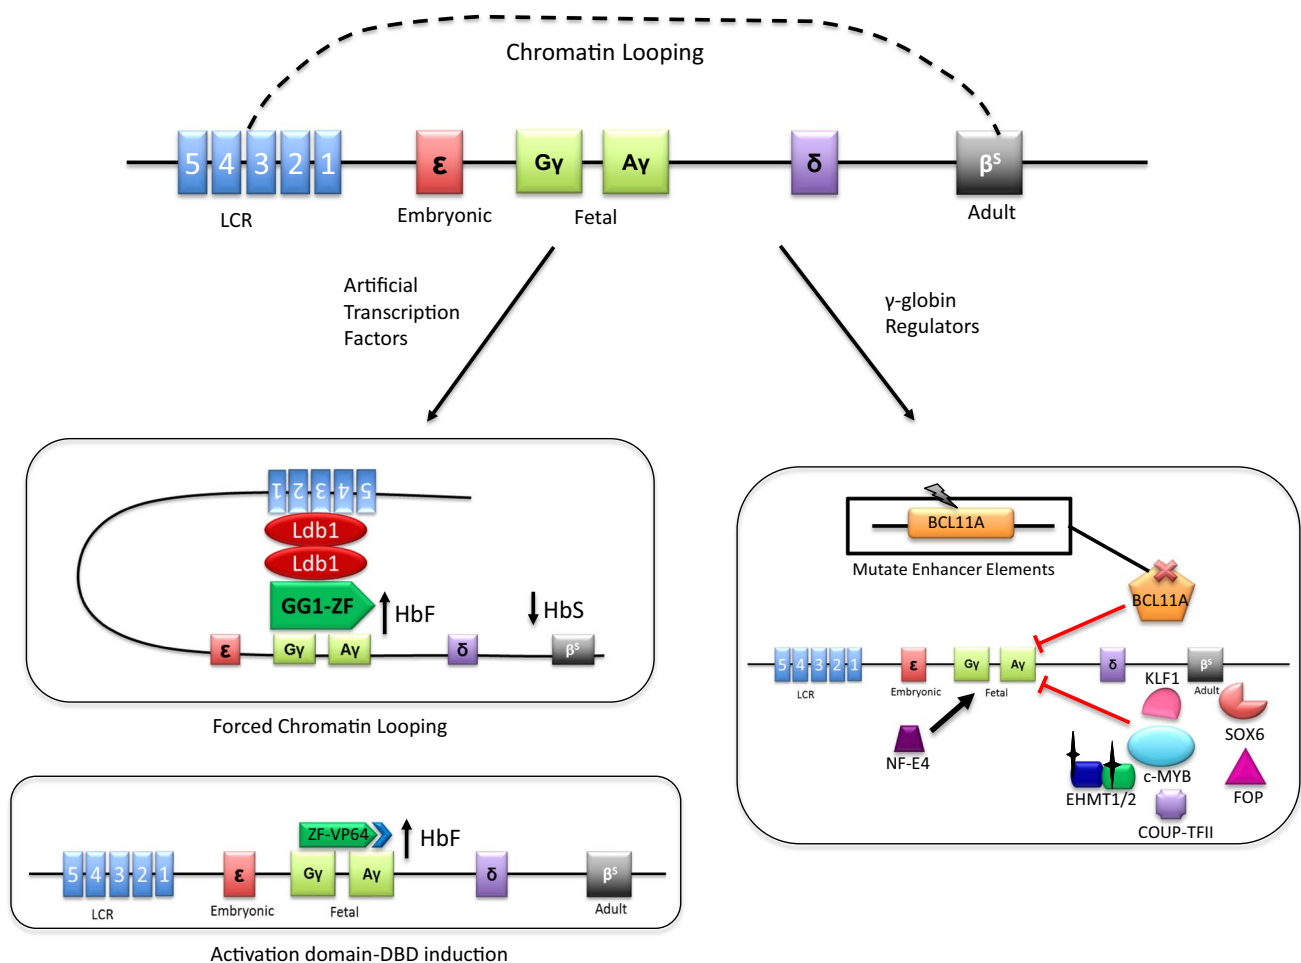 Chromatin Looping
5 4 3 2 1 ε Gγ Aγ δ βS
LCR Embryonic Fetal Adult
Artificial
Transcription
Factors
γ-globin
Regulators
1 2 3 4 5
Ldb1
Ldb1
GG1-ZF HbF HbS
ε Gγ Aγ δ βS
Forced Chromatin Looping
ZF-VP64 HbF
5 4 3 2 1 ε Gγ Aγ δ βS
LCR Embryonic Fetal Adult
Activation domain-DBD induction
BCL11A
Mutate Enhancer Elements
BCL11A
5 4 3 2 1 ε Gγ Aγ δ βS
LCR Embryonic Fetal Adult
KLF1
SOX6
NF-E4
c-MYB
EHMT1/2
FOP
COUP-TFII